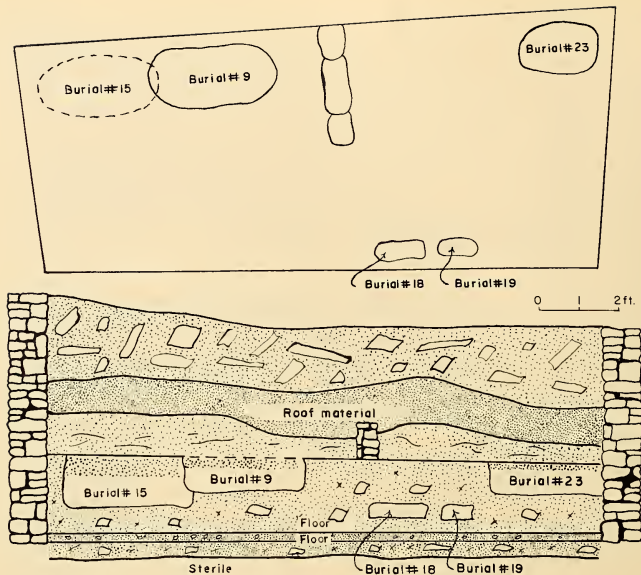 Burial#15
Burial#9
Burial#23
Burial#18
Burial#19
0 1 2 ft.
Roof material
Burial#15
Burial#9
Burial#23
Floor
Floor
Sterile
Burial#18
Burial#19